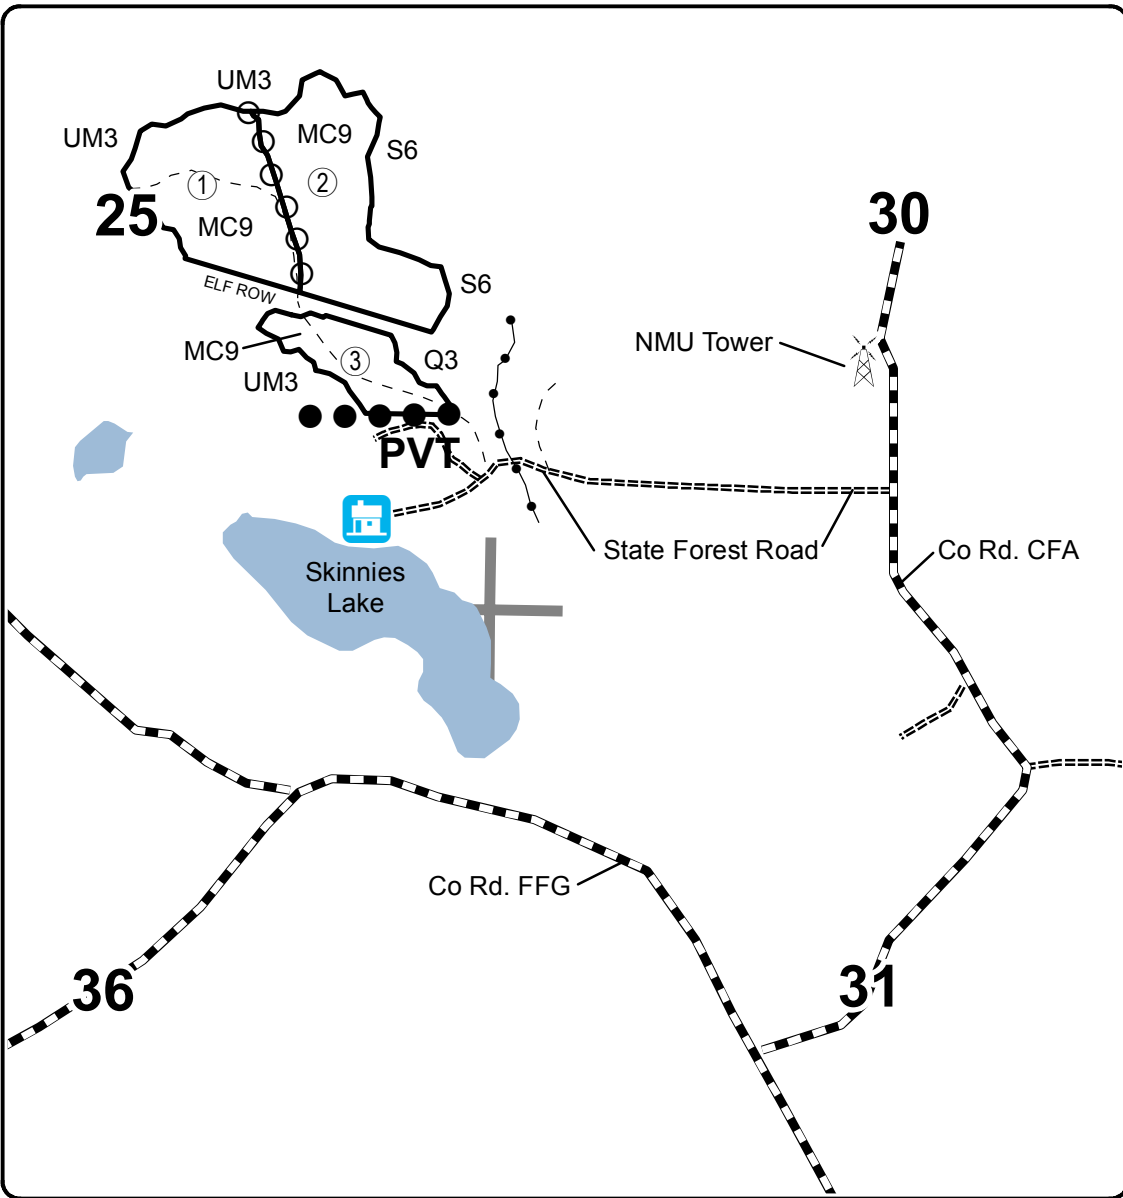 UM3
UM3
MC9
S6
1
2
25
MC9
30
ELF ROW
S6
NMU Tower
MC9
3
Q3
UM3
PVT
State Forest Road
Co Rd. CFA
Skinnies
Lake
Co Rd. FFG
36
31